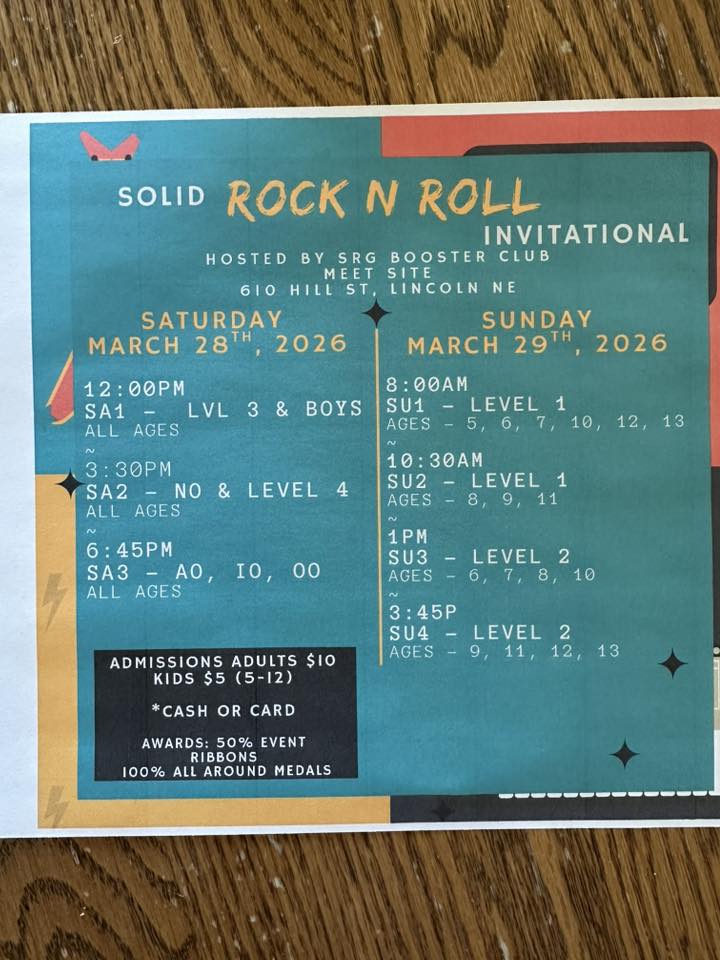 SOLID ROCK N ROLL
INVITATIONAL
HOSTED BY SRG BOOSTER CLUB
MEET SITE
610 HILL ST, LINCOLN NE
SATURDAY
MARCH 28TH, 2026
12:00PM
SA1 – LVL 3 & BOYS
ALL AGES
~
3:30PM
SA2 – NO & LEVEL 4
ALL AGES
~
6:45PM
SA3 – AO, IO, OO
ALL AGES
SUNDAY
MARCH 29TH, 2026
8:00AM
SU1 – LEVEL 1
AGES – 5, 6, 7, 10, 12, 13
~
10:30AM
SU2 – LEVEL 1
AGES – 8, 9, 11
~
1PM
SU3 – LEVEL 2
AGES – 6, 7, 8, 10
~
3:45P
SU4 – LEVEL 2
AGES – 9, 11, 12, 13
ADMISSIONS ADULTS $10
KIDS $5 (5-12)
*CASH OR CARD
AWARDS: 50% EVENT
RIBBONS
100% ALL AROUND MEDALS